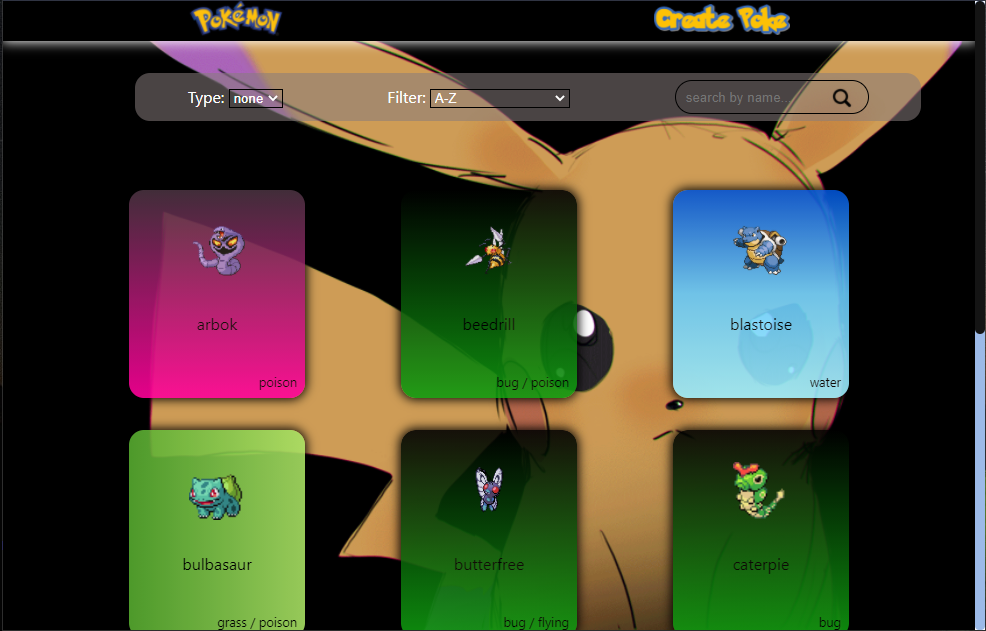 POKÉMON
Create Poke
Type: none
Filter: A-Z
search by name...
arbok
poison
beedrill
bug / poison
blastoise
water
bulbasaur
grass / poison
butterfree
bug / flying
caterpie
bug